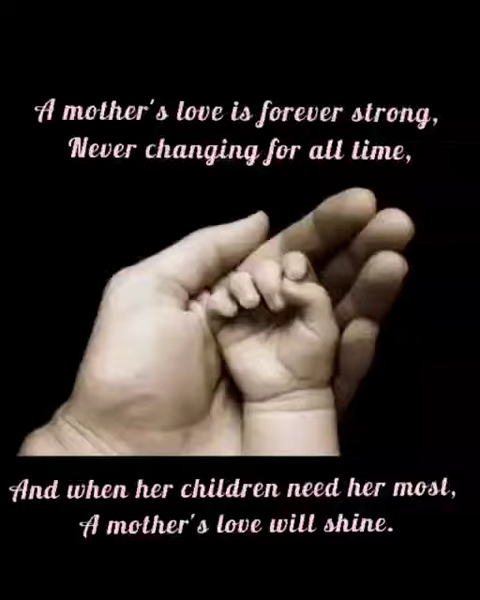 A mother's love is forever strong,
Never changing for all time,
And when her children need her most,
A mother's love will shine.